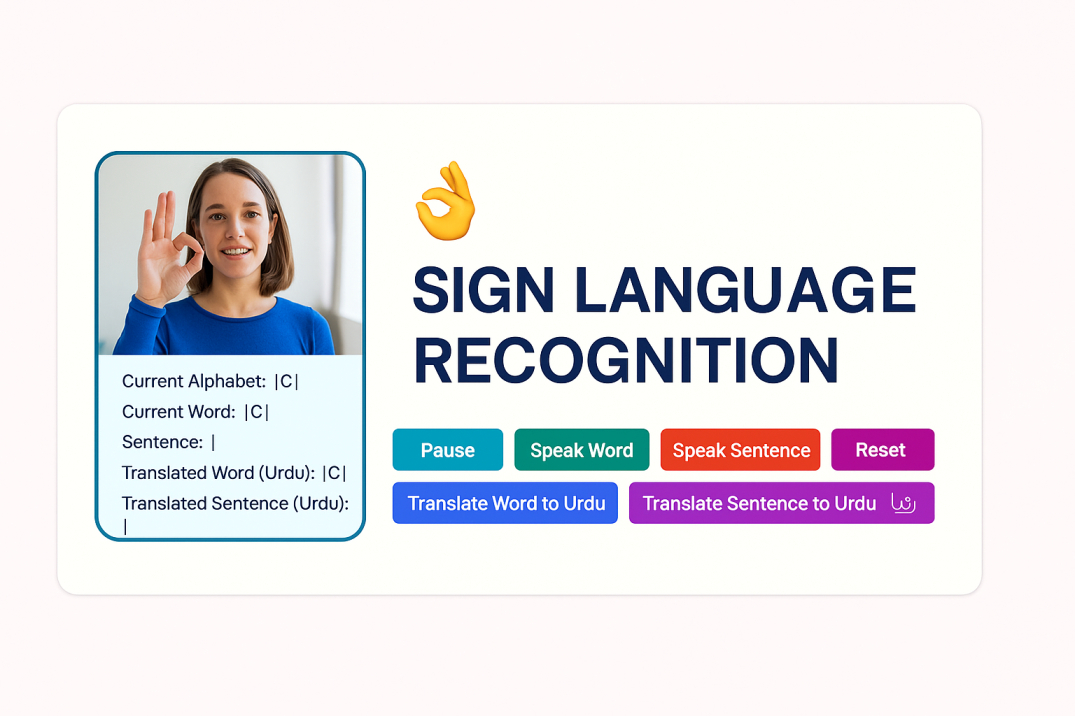 SIGN LANGUAGE
RECOGNITION
Current Alphabet: |C|
Current Word: |C|
Sentence: |
Translated Word (Urdu): |C|
Translated Sentence (Urdu):
|
Pause
Speak Word
Speak Sentence
Reset
Translate Word to Urdu
Translate Sentence to Urdu